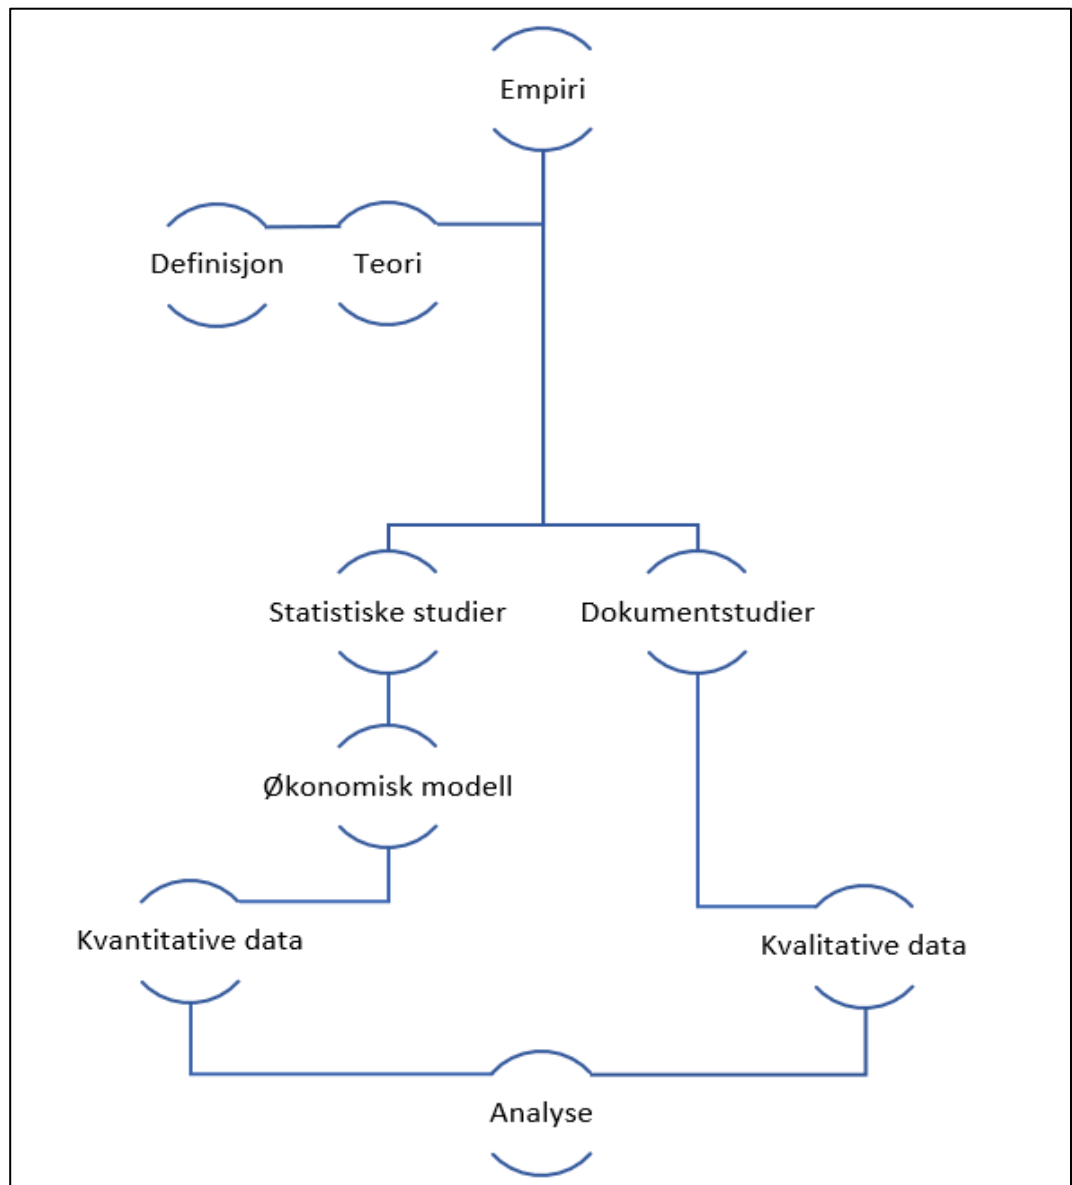 Empiri
Definisjon
Teori
Statistiske studier
Dokumentstudier
Økonomisk modell
Kvantitative data
Kvalitative data
Analyse